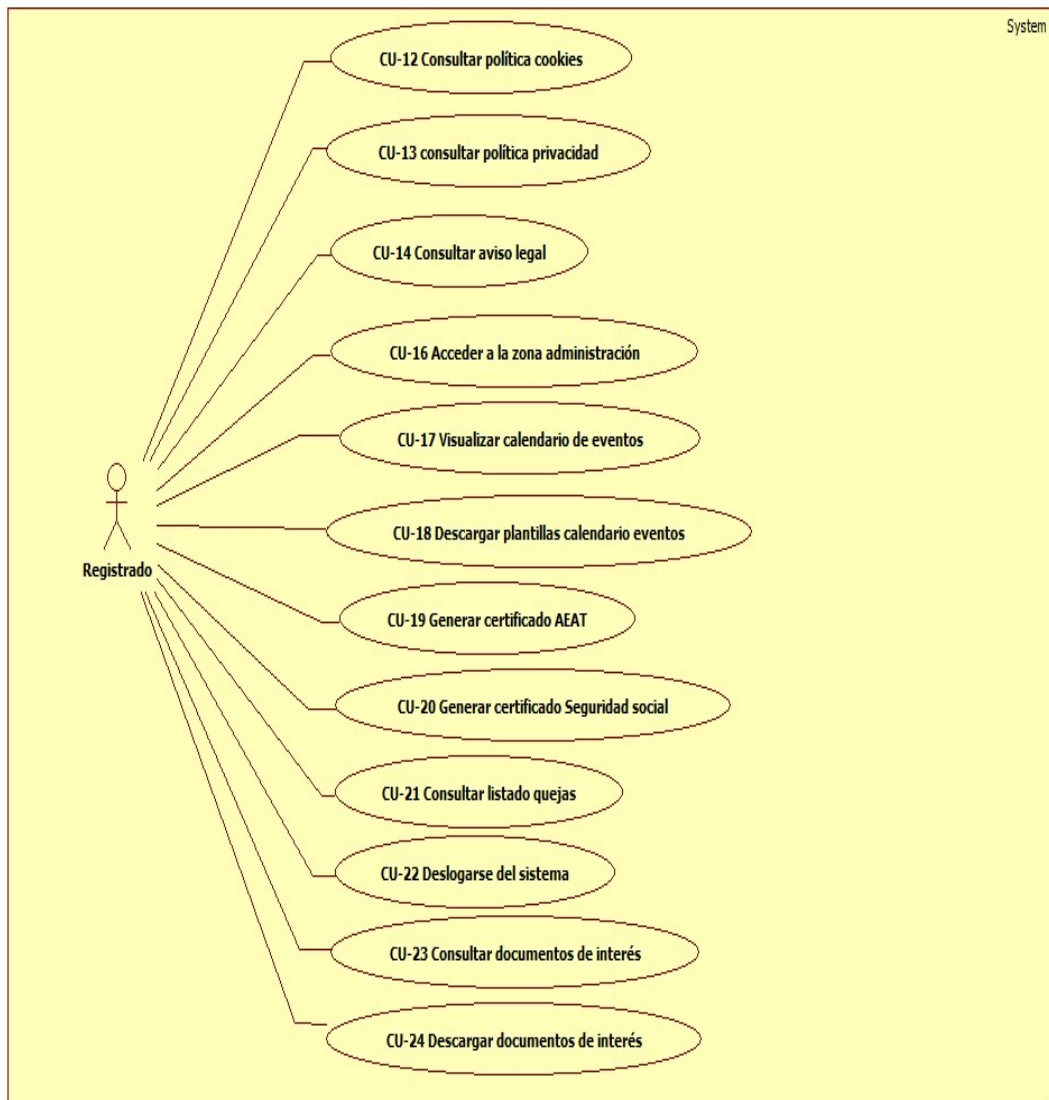 System
CU-12 Consultar política cookies
CU-13 consultar política privacidad
CU-14 Consultar aviso legal
CU-16 Acceder a la zona administración
CU-17 Visualizar calendario de eventos
CU-18 Descargar plantillas calendario eventos
Registrado
CU-19 Generar certificado AEAT
CU-20 Generar certificado Seguridad social
CU-21 Consultar listado quejas
CU-22 Deslogarse del sistema
CU-23 Consultar documentos de interés
CU-24 Descargar documentos de interés